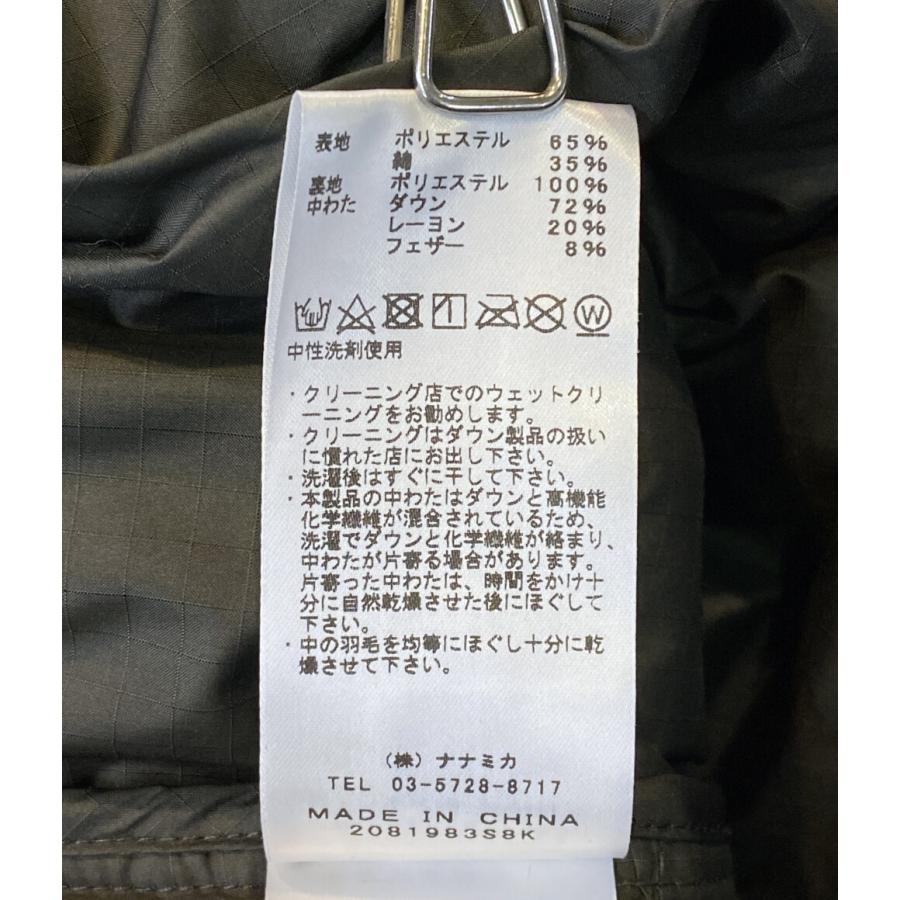 表地 ポリエステル 65%
綿 35%
裏地 ポリエステル 100%
中わた ダウン 72%
レーヨン 20%
フェザー 8%
W
中性洗剤使用
・クリーニング店でのウェットクリ
ーニングをお勧めします。
・クリーニングはダウン製品の扱い
に慣れた店にお出し下さい。
・洗濯後はすぐに干して下さい。
・本製品の中わたはダウンと高機能
化学繊維が混合されているため、
洗濯でダウンと化学繊維が絡まり、
中わたが片寄る場合があります。
片寄った中わたは、時間をかけ十
分に自然乾燥させた後にほぐして
下さい。
・中の羽毛を均等にほぐし十分に乾
燥させて下さい。
(株) ナナミカ
TEL 03-5728-8717
MADE IN CHINA
2081983S8K